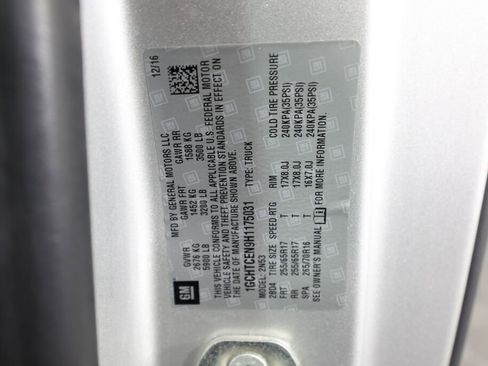 MFD BY GENERAL MOTORS LLC 12/16
GVWR GAWR FRT GAWR RR
2676 KG 1452 KG 1588 KG
5900 LB 3200 LB 3500 LB
THIS VEHICLE CONFORMS TO ALL APPLICABLE U.S. FEDERAL MOTOR
VEHICLE SAFETY AND THEFT PREVENTION STANDARDS IN EFFECT ON
THE DATE OF MANUFACTURE SHOWN ABOVE.
1GCHTCEN9H1175031 TYPE: TRUCK
MODEL: 2N53
2804 TIRE SIZE SPEED RTG RIM COLD TIRE PRESSURE
FRT 255/65R17 T 17X8.0J 240KPA(35PSI)
RR 255/65R17 T 17X8.0J 240KPA(35PSI)
SPA 265/70R16 T 16X7.0J 240KPA(35PSI)
SEE OWNER'S MANUAL FOR MORE INFORMATION.
GM